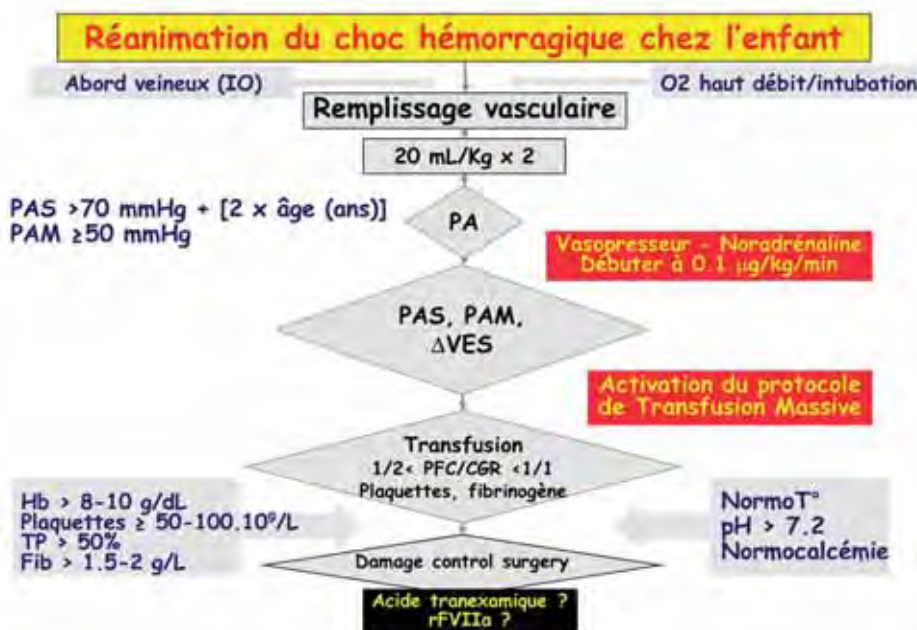 Réanimation du choc hémorragique chez l'enfant
Abord veineux (IO)
O2 haut débit/intubation
Remplissage vasculaire
20 mL/Kg x 2
PAS >70 mmHg + [2 x âge (ans)]
PAM ≥50 mmHg
PA
Vasopresseur - Noradrénaline
Débuter à 0.1 µg/kg/min
PAS, PAM,
ΔVES
Activation du protocole
de Transfusion Massive
Transfusion
1/2< PFC/CGR <1/1
Plaquettes, fibrinogène
Hb > 8-10 g/dL
Plaquettes ≥ 50-100.10⁹/L
TP > 50%
Fib > 1.5-2 g/L
NormoT°
pH > 7.2
Normocalcémie
Damage control surgery
Acide tranexamique ?
rFVIIa ?